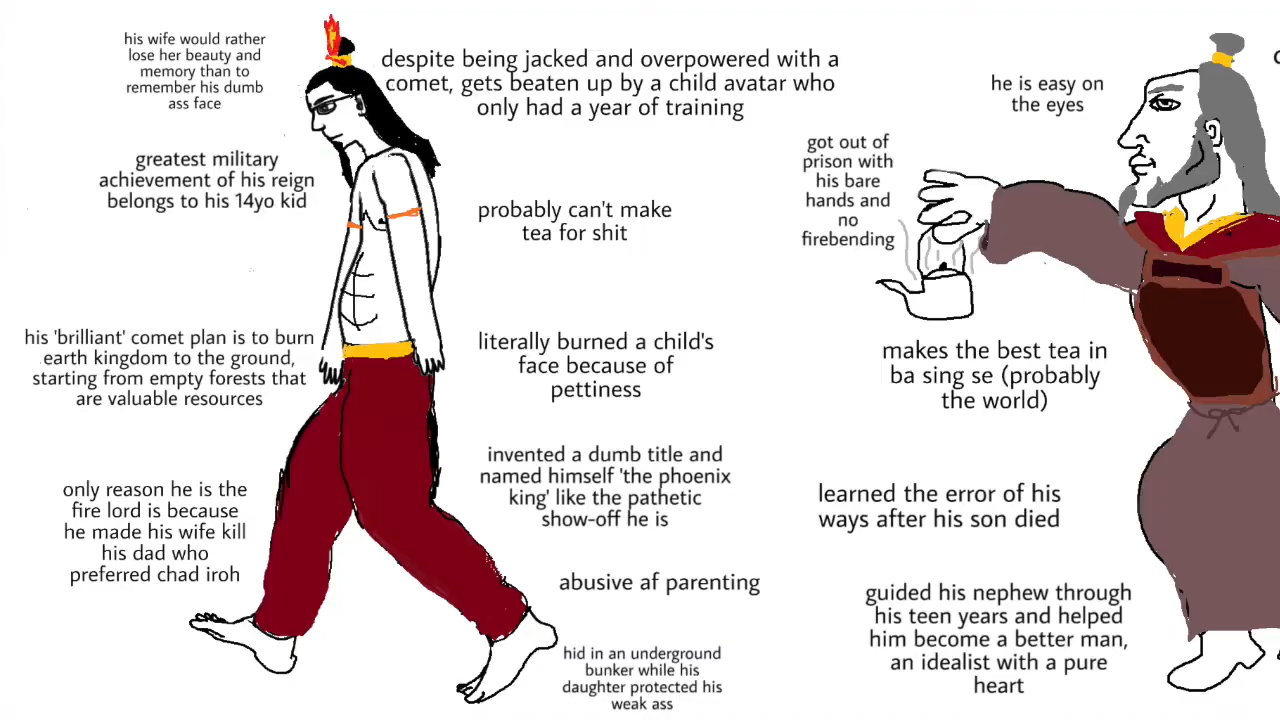 his wife would rather
lose her beauty and
memory than to
remember his dumb
ass face
despite being jacked and overpowered with a
comet, gets beaten up by a child avatar who
only had a year of training
greatest military
achievement of his reign
belongs to his 14yo kid
probably can't make
tea for shit
his 'brilliant' comet plan is to burn
earth kingdom to the ground,
starting from empty forests that
are valuable resources
literally burned a child's
face because of
pettiness
invented a dumb title and
named himself 'the phoenix
king' like the pathetic
show-off he is
only reason he is the
fire lord is because
he made his wife kill
his dad who
preferred chad iroh
abusive af parenting
hid in an underground
bunker while his
daughter protected his
weak ass
he is easy on
the eyes
got out of
prison with
his bare
hands and
no
firebending
makes the best tea in
ba sing se (probably
the world)
learned the error of his
ways after his son died
guided his nephew through
his teen years and helped
him become a better man,
an idealist with a pure
heart